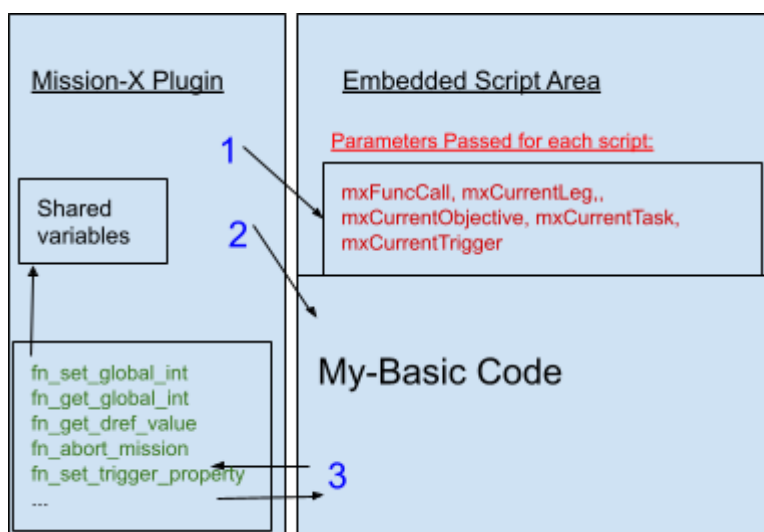 Mission-X Plugin
Shared
variables
fn_set_global_int
fn_get_global_int
fn_get_dref_value
fn_abort_mission
fn_set_trigger_property
...
1
2
3
Embedded Script Area
Parameters Passed for each script:
mxFuncCall, mxCurrentLeg,,
mxCurrentObjective, mxCurrentTask,
mxCurrentTrigger
My-Basic Code